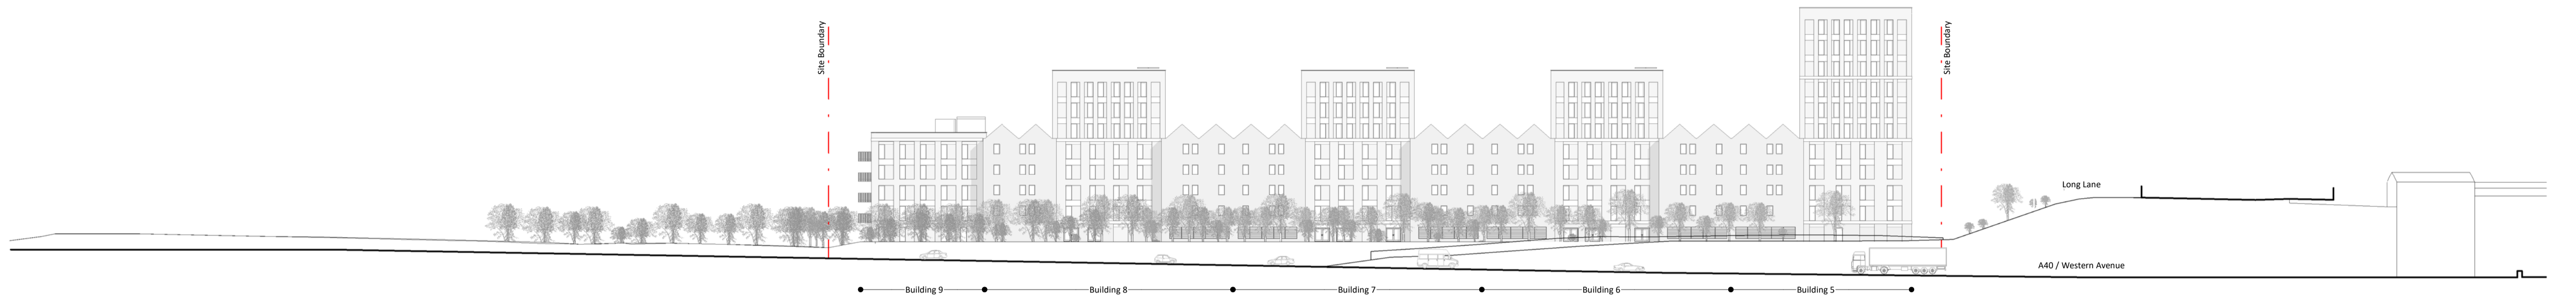 Site Boundary
Site Boundary
Long Lane
A40 / Western Avenue
Building 9
Building 8
Building 7
Building 6
Building 5